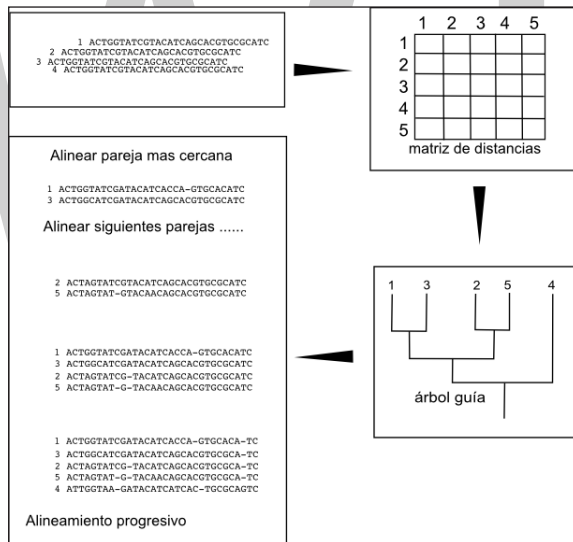 1 ACTGGTATCGTACATCAGCACGTGCGCATC
2 ACTGGTATCGTACATCAGCACGTGCGCATC
3 ACTGGTATCGTACATCAGCACGTGCGCATC
4 ACTGGTATCGTACATCAGCACGTGCGCATC
1 2 3 4 5
1
2
3
4
5
matriz de distancias
1 3 2 5 4
árbol guía
Alinear pareja mas cercana
1 ACTGGTATCGATACATCACCA-GTGCACATC
3 ACTGGCATCGATACATCAGCACGTGCGCATC
Alinear siguientes parejas ......
2 ACTAGTATCGTACATCAGCACGTGCGCATC
5 ACTAGTAT-GTACAACAGCACGTGCGCATC
1 ACTGGTATCGATACATCACCA-GTGCACATC
3 ACTGGCATCGATACATCAGCACGTGCGCATC
2 ACTAGTATCG-TACATCAGCACGTGCGCATC
5 ACTAGTAT-G-TACAACAGCACGTGCGCATC
1 ACTGGTATCGATACATCACCA-GTGCACA-TC
3 ACTGGCATCGATACATCAGCACGTGCGCA-TC
2 ACTAGTATCG-TACATCAGCACGTGCGCA-TC
5 ACTAGTAT-G-TACAACAGCACGTGCGCA-TC
4 ATTGGTAA-GATACATCATCAC-TGCGCAGTC
Alineamiento progresivo